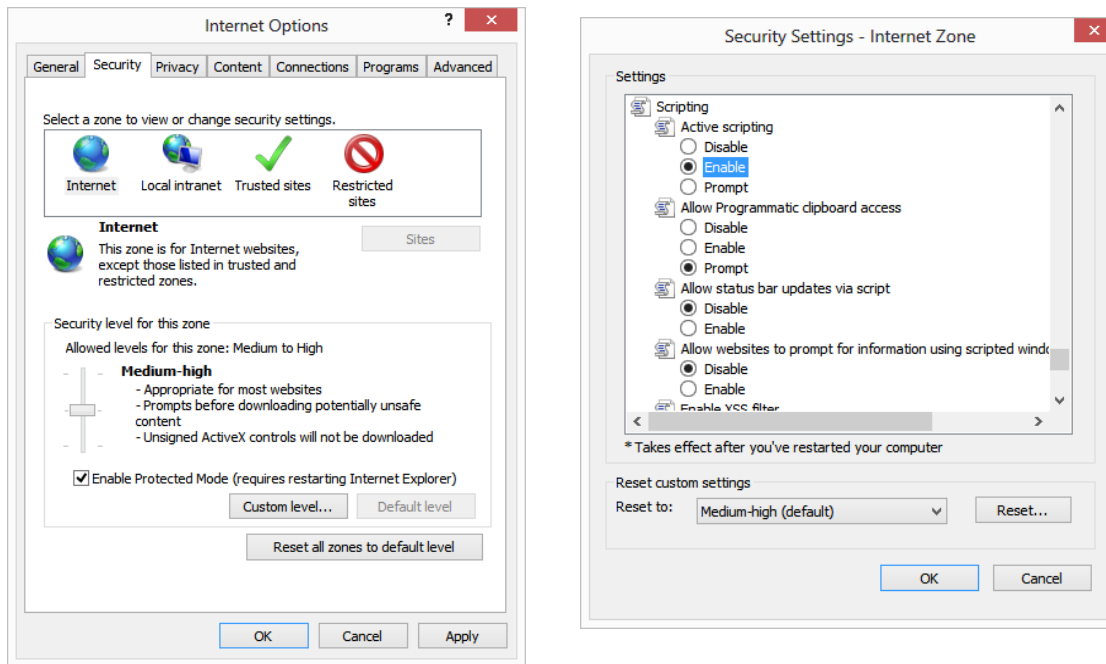 Internet Options
?
General Security Privacy Content Connections Programs Advanced
Select a zone to view or change security settings.
Internet Local intranet Trusted sites Restricted
sites
Internet
Sites
This zone is for Internet websites,
except those listed in trusted and
restricted zones.
Security level for this zone
Allowed levels for this zone: Medium to High
Medium-high
- Appropriate for most websites
- Prompts before downloading potentially unsafe
content
- Unsigned ActiveX controls will not be downloaded
Enable Protected Mode (requires restarting Internet Explorer)
Custom level... Default level
Reset all zones to default level
OK Cancel Apply
Security Settings - Internet Zone
Settings
Scripting
Active scripting
Disable
Enable
Prompt
Allow Programmatic clipboard access
Disable
Enable
Prompt
Allow status bar updates via script
Disable
Enable
Allow websites to prompt for information using scripted windo
Disable
Enable
Enable XSS filter
* Takes effect after you've restarted your computer
Reset custom settings
Reset to: Medium-high (default) Reset...
OK Cancel